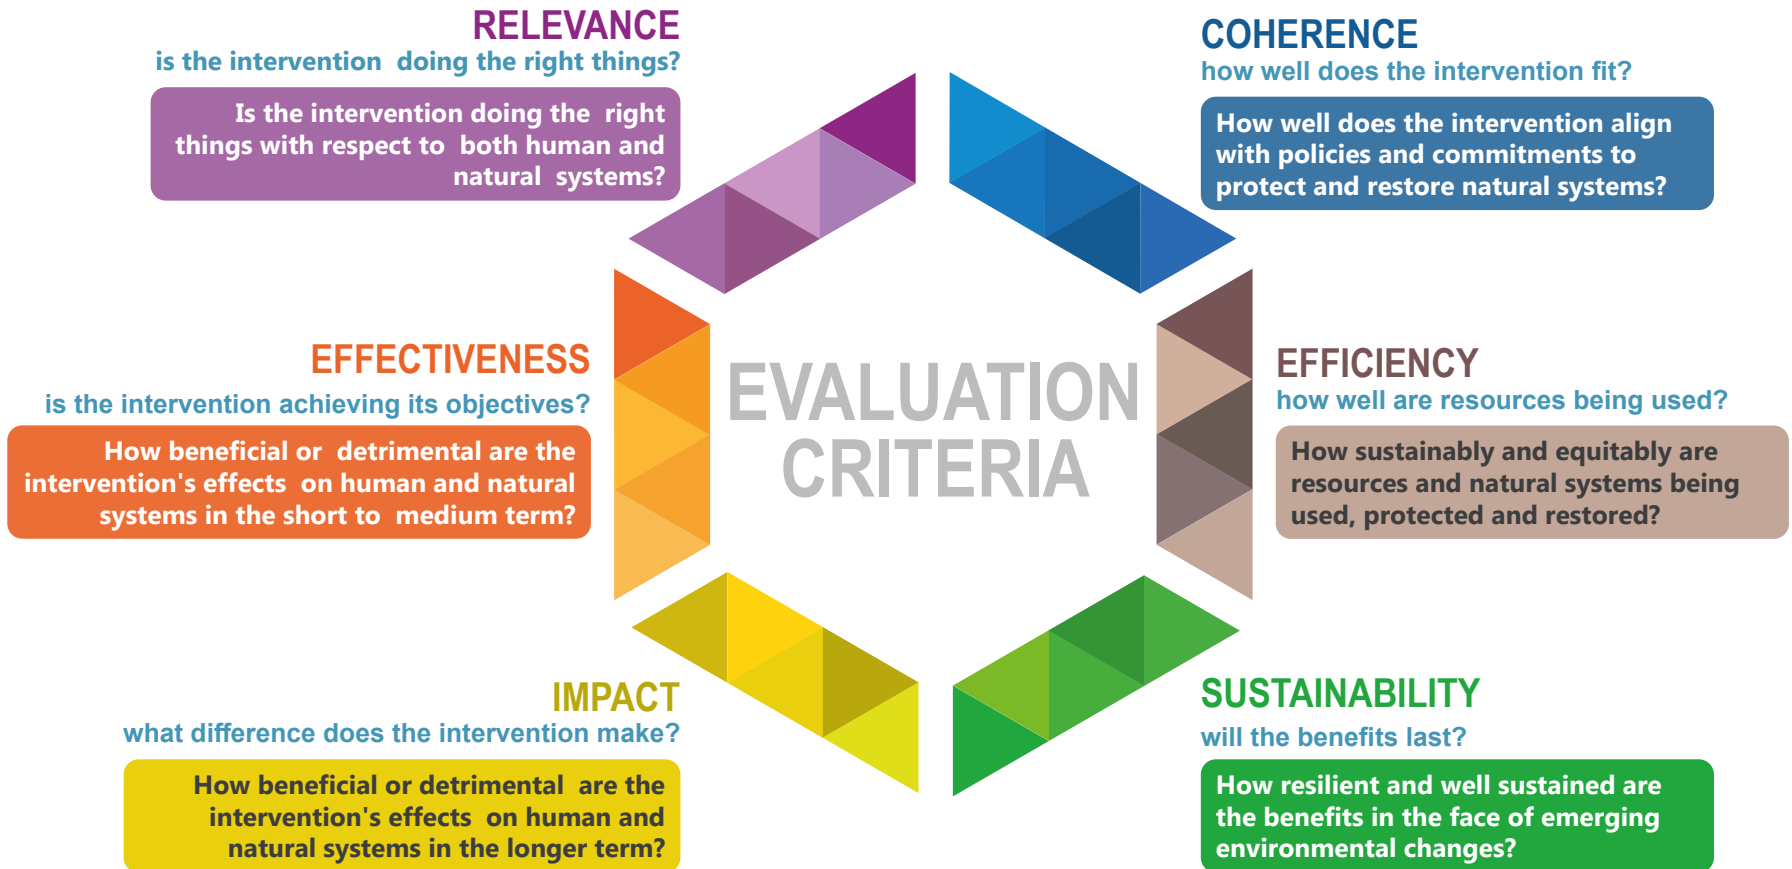 RELEVANCE
is the intervention doing the right things?
Is the intervention doing the right
things with respect to both human and
natural systems?
COHERENCE
how well does the intervention fit?
How well does the intervention align
with policies and commitments to
protect and restore natural systems?
EFFECTIVENESS
is the intervention achieving its objectives?
How beneficial or detrimental are the
intervention's effects on human and natural
systems in the short to medium term?
EVALUATION
CRITERIA
EFFICIENCY
how well are resources being used?
How sustainably and equitably are
resources and natural systems being
used, protected and restored?
IMPACT
what difference does the intervention make?
How beneficial or detrimental are the
intervention's effects on human and
natural systems in the longer term?
SUSTAINABILITY
will the benefits last?
How resilient and well sustained are
the benefits in the face of emerging
environmental changes?